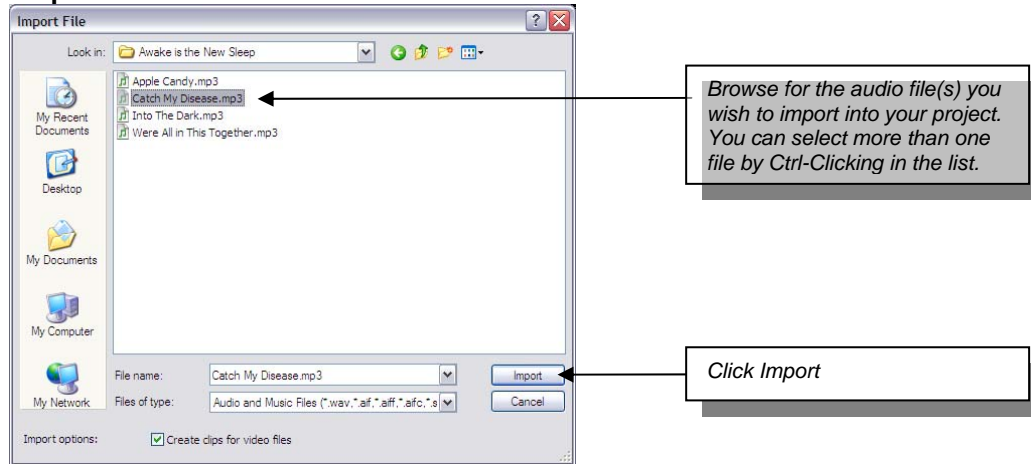 Import File
Look in:
Awake is the New Sleep
Apple Candy.mp3
Catch My Disease.mp3
Into The Dark.mp3
Were All in This Together.mp3
My Recent
Documents
Desktop
My Documents
My Computer
My Network
File name:
Catch My Disease.mp3
Import
Files of type:
Audio and Music Files (*.wav,*.aif,*.aiff,*.aifc,*.s
Cancel
Import options:
Create clips for video files
Browse for the audio file(s) you
wish to import into your project.
You can select more than one
file by Ctrl-Clicking in the list.
Click Import